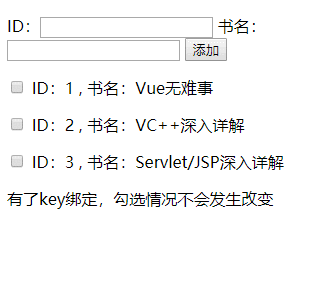 ID： 书名：
添加
ID：1 , 书名：Vue无难事
ID：2 , 书名：VC++深入详解
ID：3 , 书名：Servlet/JSP深入详解
有了key绑定，勾选情况不会发生改变